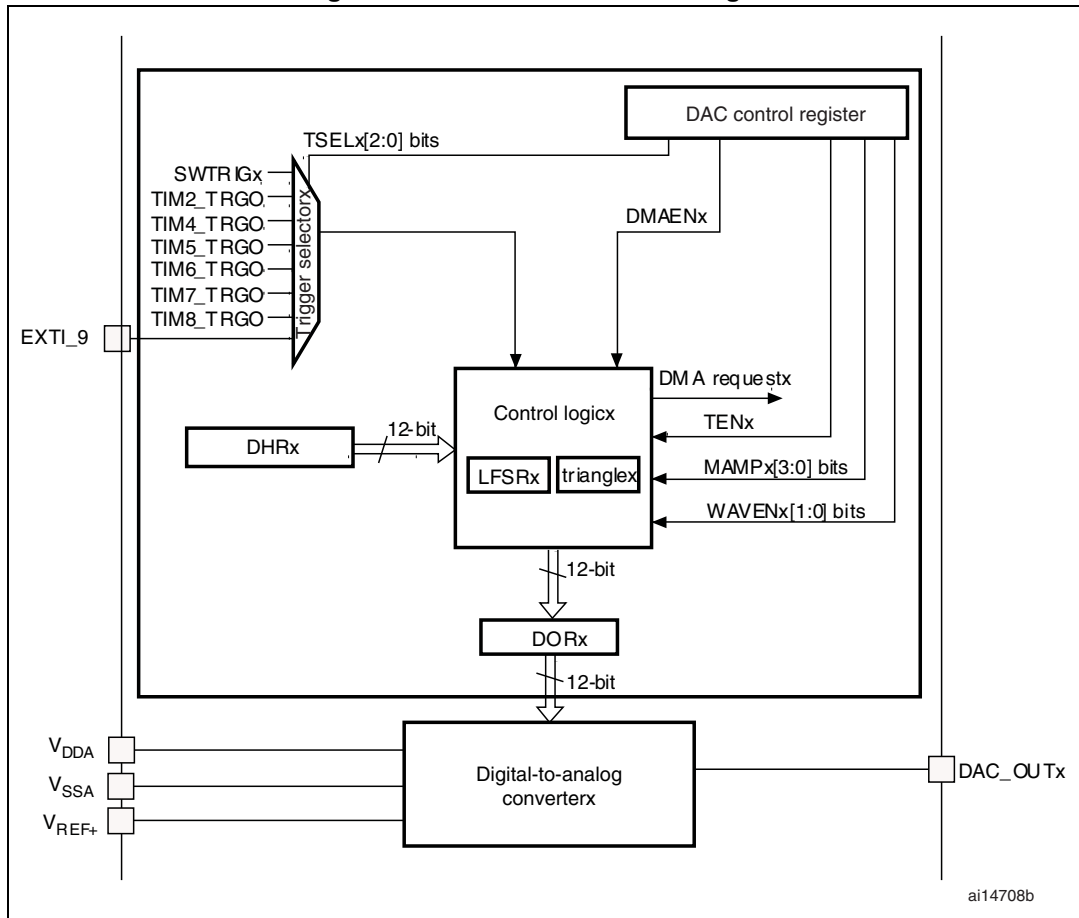 DAC control register
TSELx[2:0] bits
SWTRIGx
TIM2_TRGO
TIM4_TRGO
TIM5_TRGO
TIM6_TRGO
TIM7_TRGO
TIM8_TRGO
Trigger selectorx
DMAENx
EXTI_9
DMA requestx
Control logicx
TENx
12-bit
DHRx
LFSRx
trianglex
MAMPx[3:0] bits
WAVENx[1:0] bits
12-bit
DORx
12-bit
VDDA
VSSA
VREF+
Digital-to-analog
converterx
DAC_OUTx
ai14708b